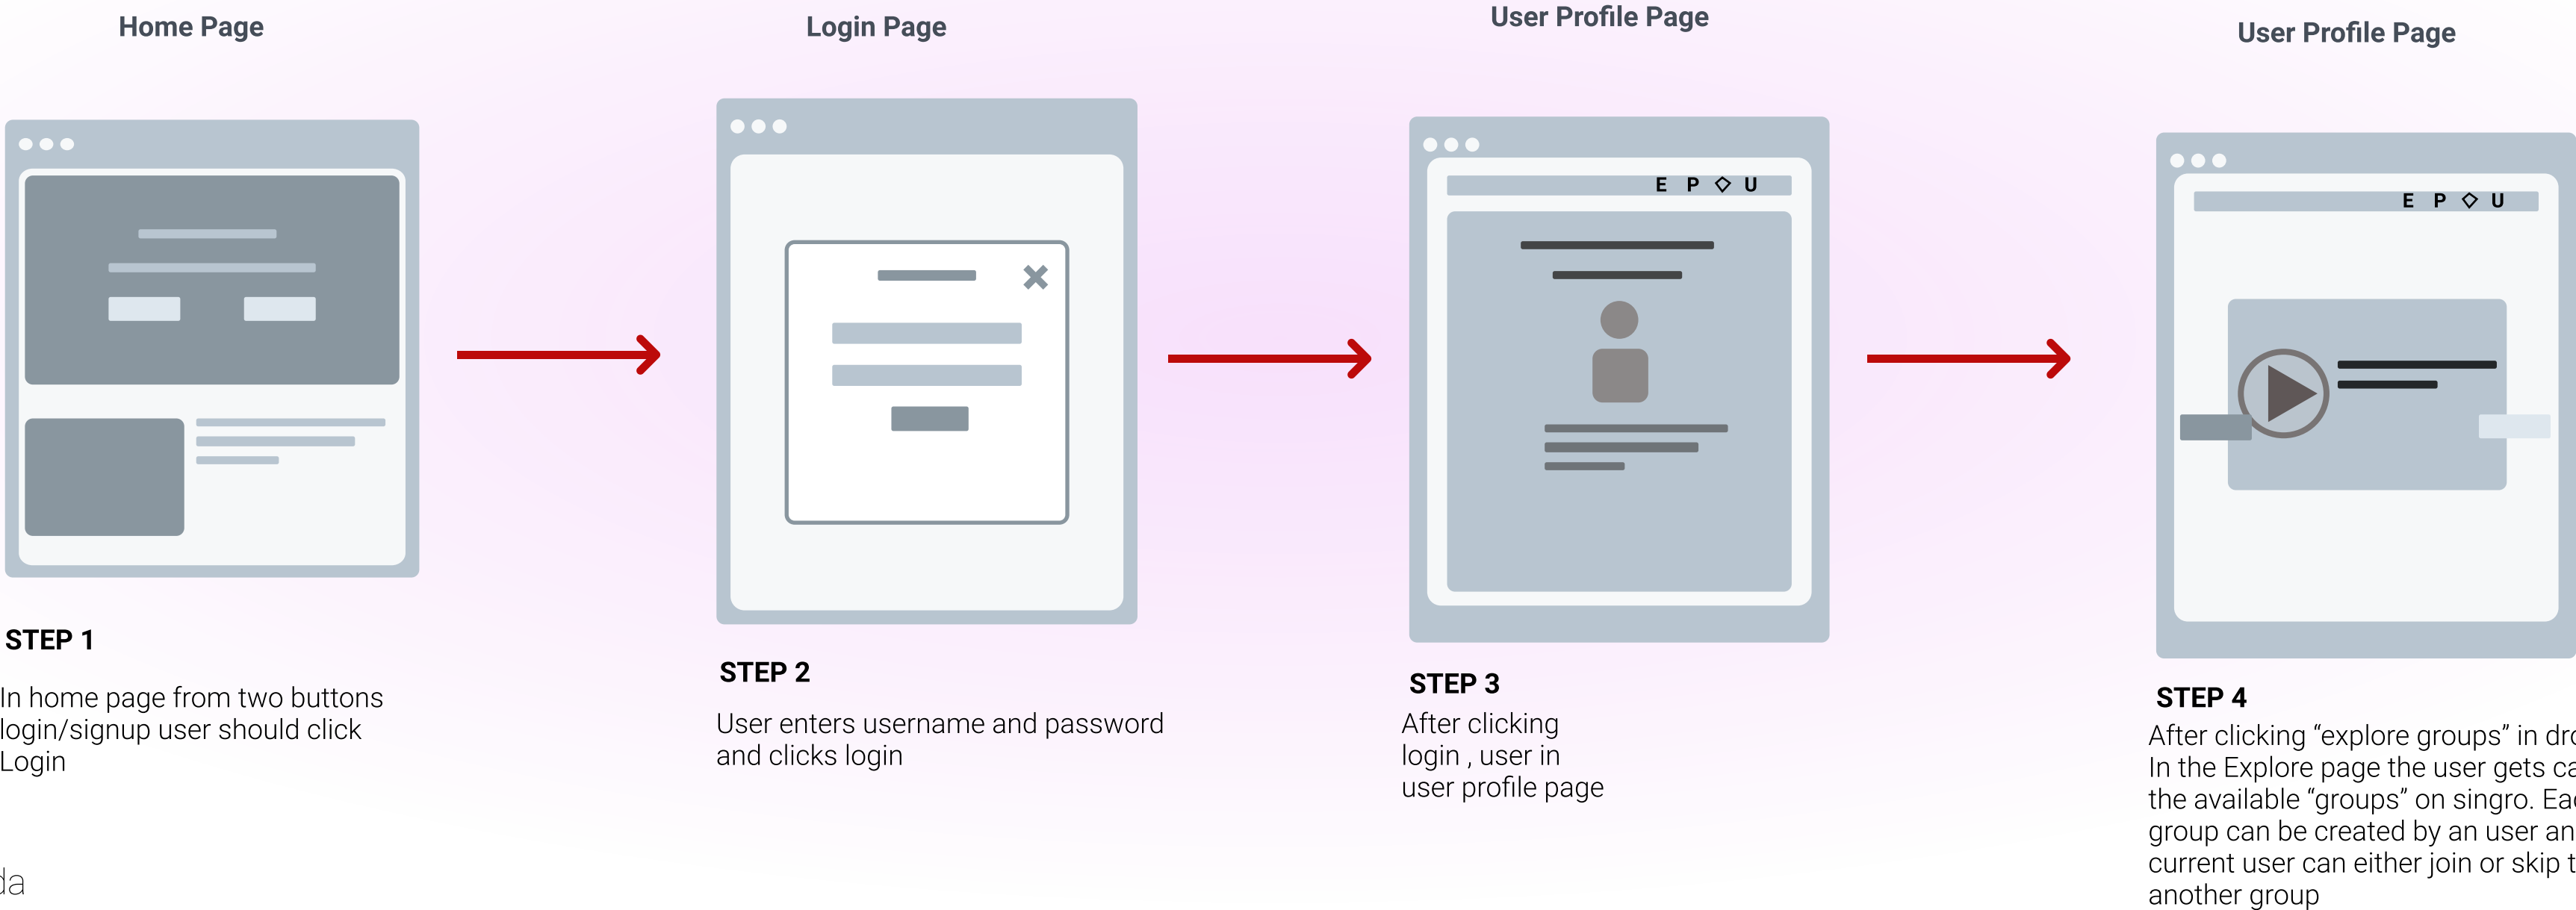 Home Page
Login Page
User Profile Page
User Profile Page
E P ◇ U
E P ◇ U
STEP 1
In home page from two buttons
login/signup user should click
Login
STEP 2
User enters username and password
and clicks login
STEP 3
After clicking
login , user in
user profile page
STEP 4
After clicking “explore groups” in
In the Explore page the user gets
the available “groups” on singro.
group can be created by an user
current user can either join or skip
another group